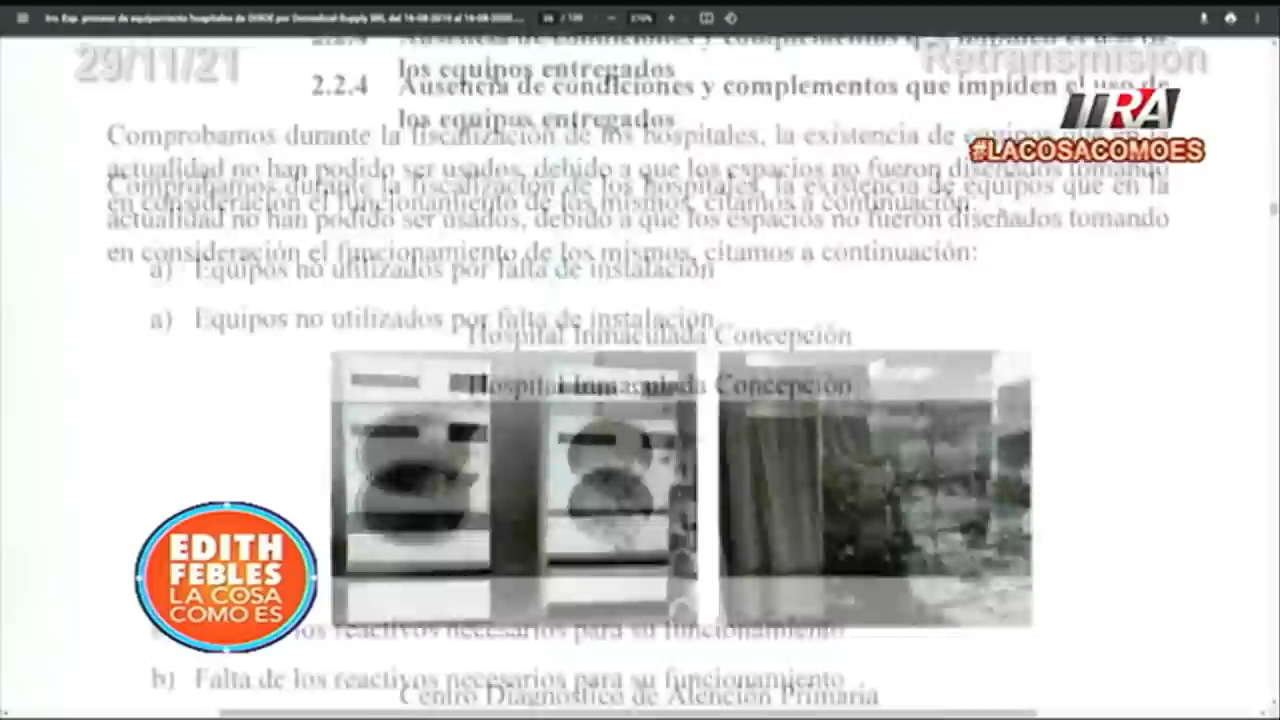 29/11/21
Retransmisión
ITRA
#LACOSACOMOES
2.2.4 Ausencia de condiciones y complementos que impiden el uso de
los equipos entregados
Comprobamos durante la fiscalización de los hospitales, la existencia de equipos que en la
actualidad no han podido ser usados, debido a que los espacios no fueron diseñados tomando
en consideración el funcionamiento de los mismos, citamos a continuación:
a) Equipos no utilizados por falta de instalación
Hospital Inmaculada Concepción
EDITH
FEBLES
LA COSA
COMO ES
b) Falta de los reactivos necesarios para su funcionamiento
Centro Diagnóstico de Atención Primaria